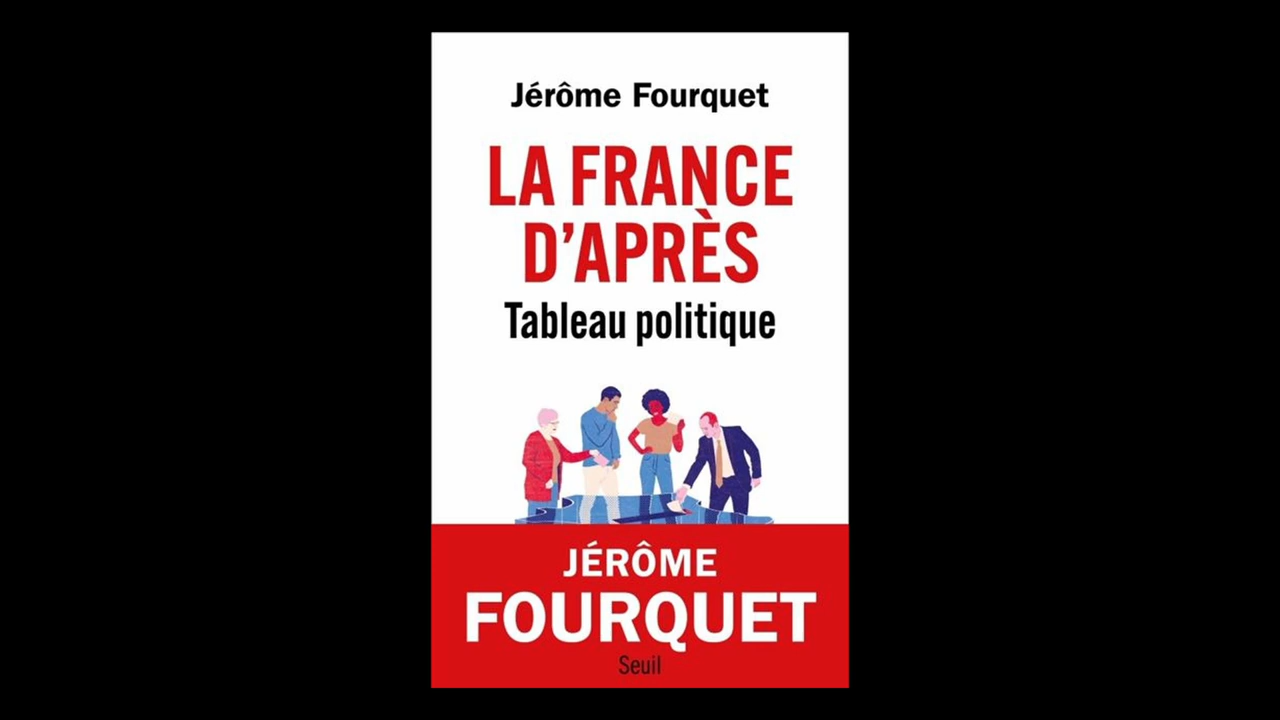 Jérôme Fourquet
LA FRANCE
D’APRÈS
Tableau politique
JÉRÔME
FOURQUET
Seuil